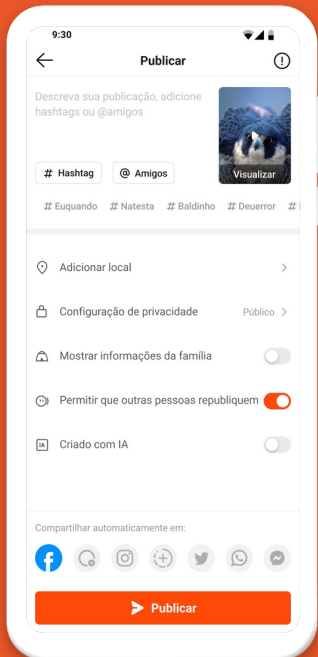 9:30
Publicar
Descreva sua publicação, adicione
hashtags ou @amigos
# Hashtag
@ Amigos
Visualizar
# Euquando # Natesta # Baldinho # Deuerror #
Adicionar local
Configuração de privacidade Público
Mostrar informações da família
Permitir que outras pessoas republiquem
IA Criado com IA
Compartilhar automaticamente em:
Publicar